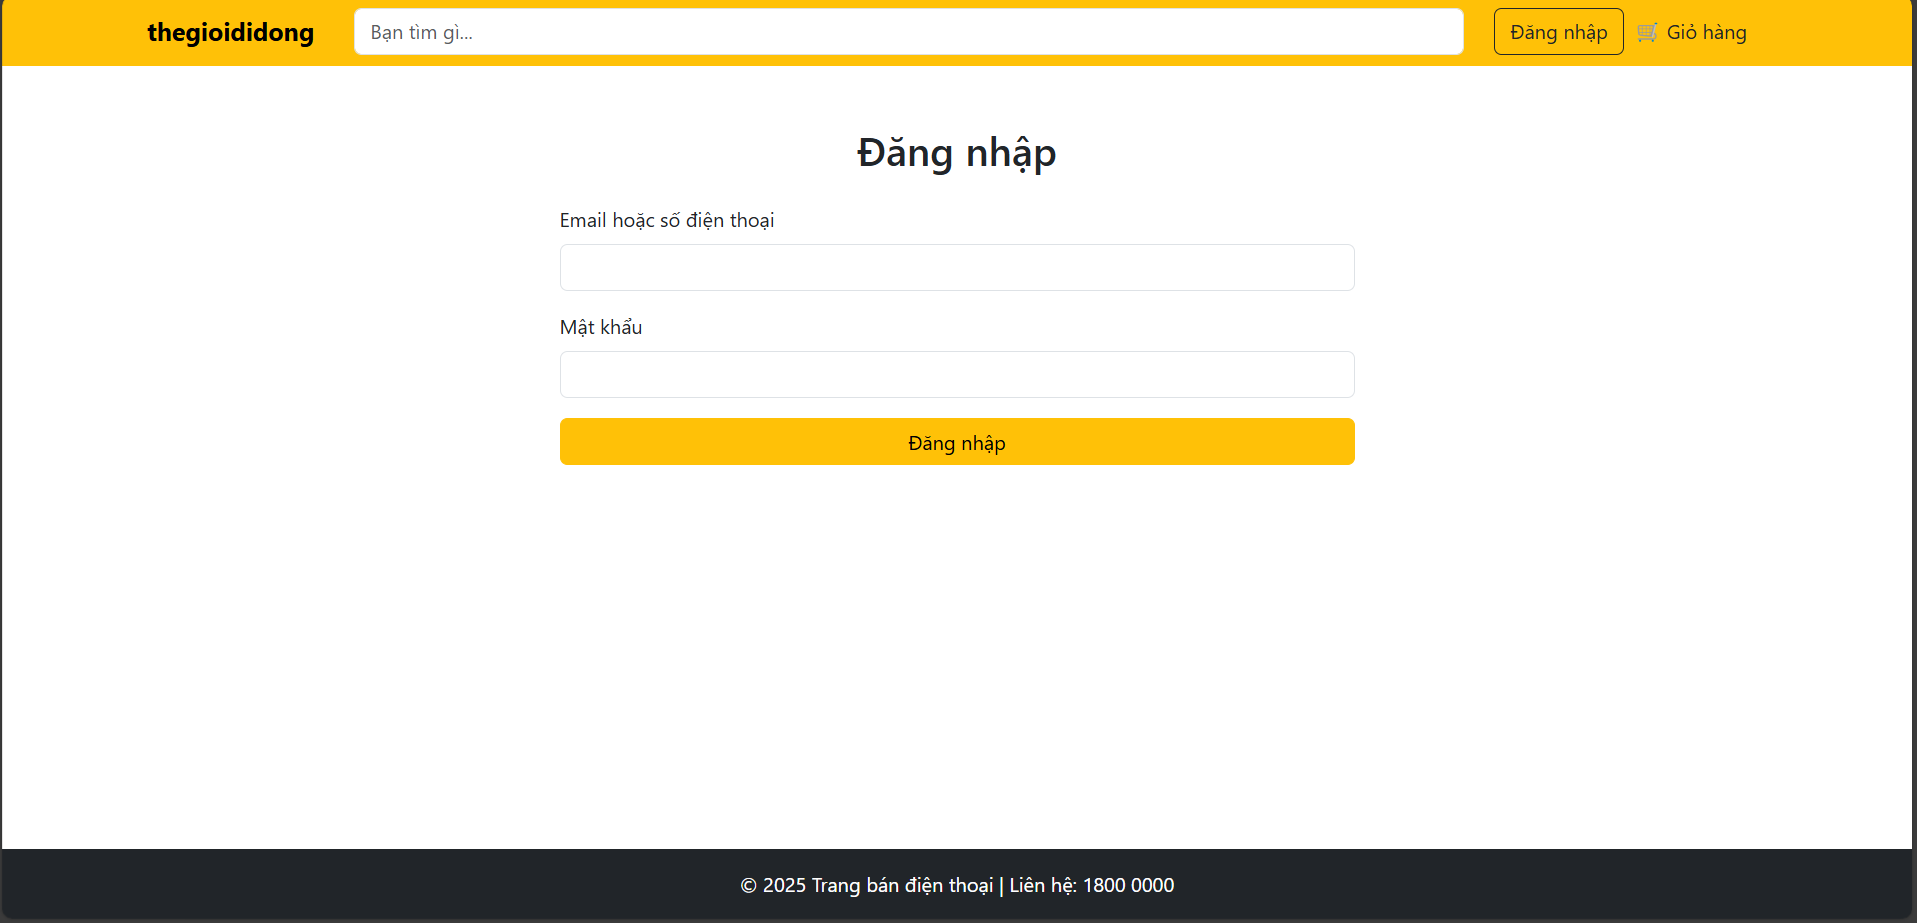 thegioididong Bạn tìm gì... Đăng nhập 🛒 Giỏ hàng
Đăng nhập
Email hoặc số điện thoại
Mật khẩu
Đăng nhập
© 2025 Trang bán điện thoại | Liên hệ: 1800 0000